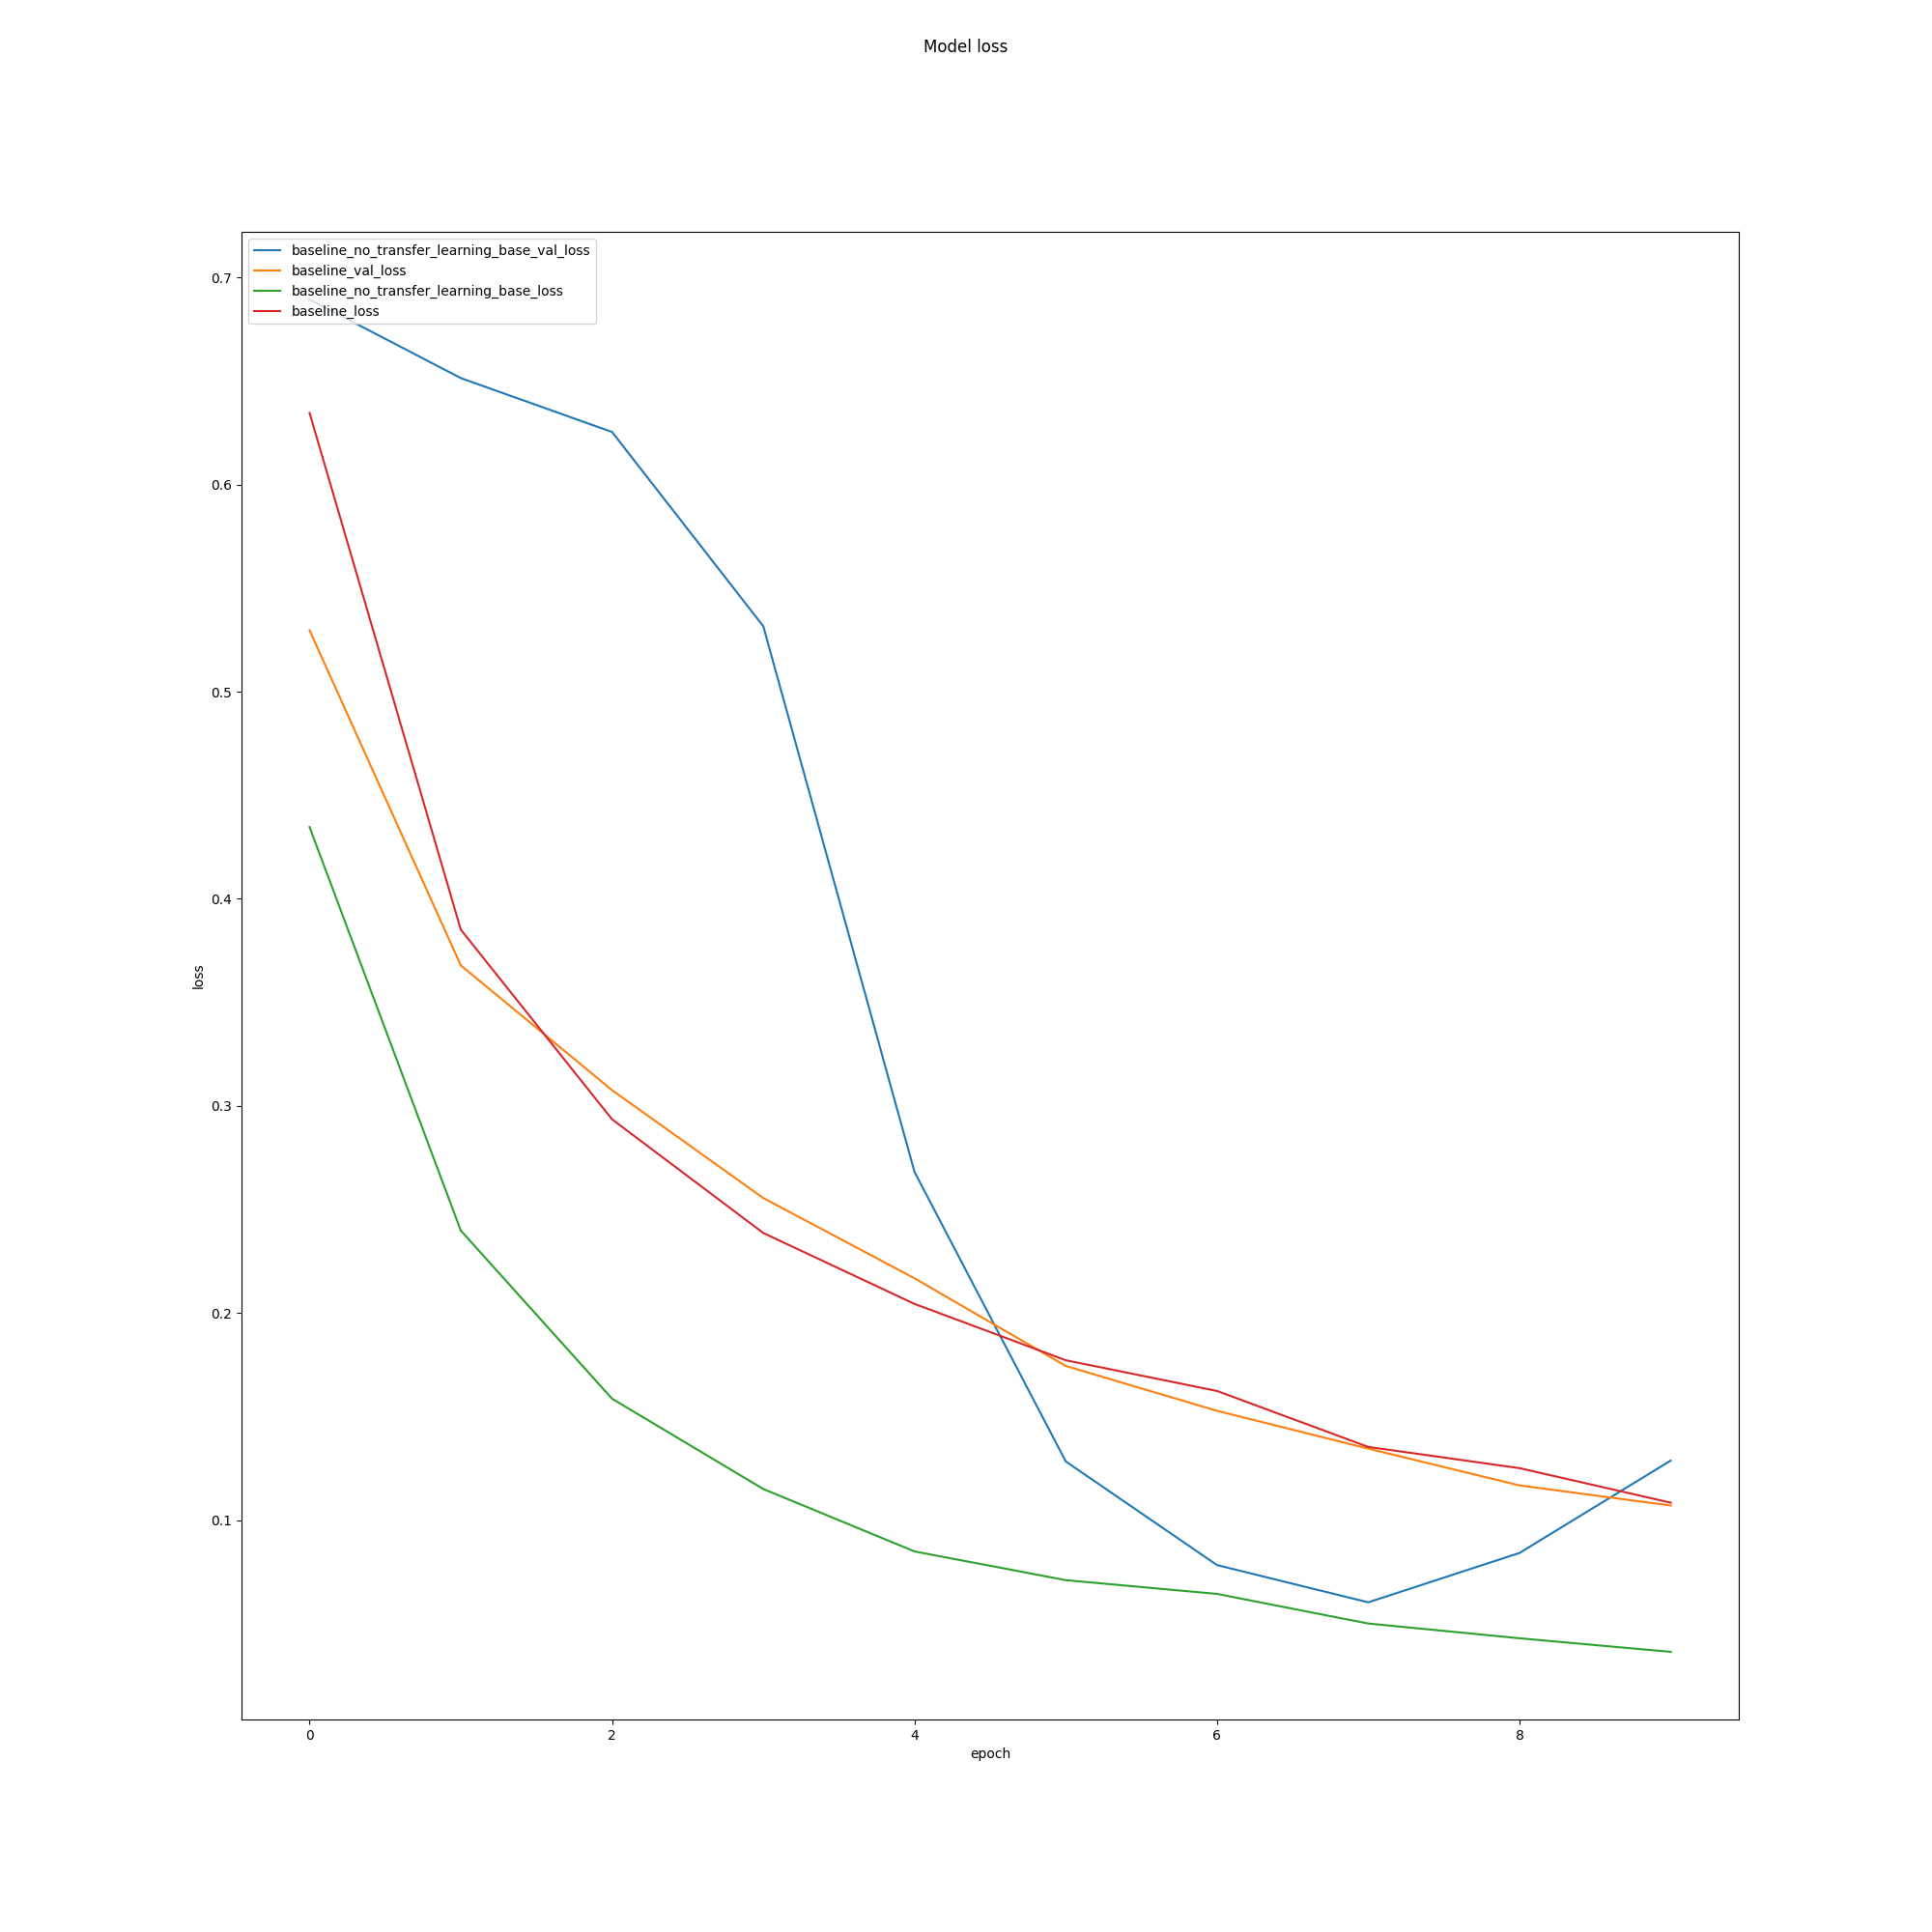 Model loss
baseline_no_transfer_learning_base_val_loss
baseline_val_loss
baseline_no_transfer_learning_base_loss
baseline_loss
0.7
0.6
0.5
0.4
0.3
0.2
0.1
loss
0 2 4 6 8
epoch